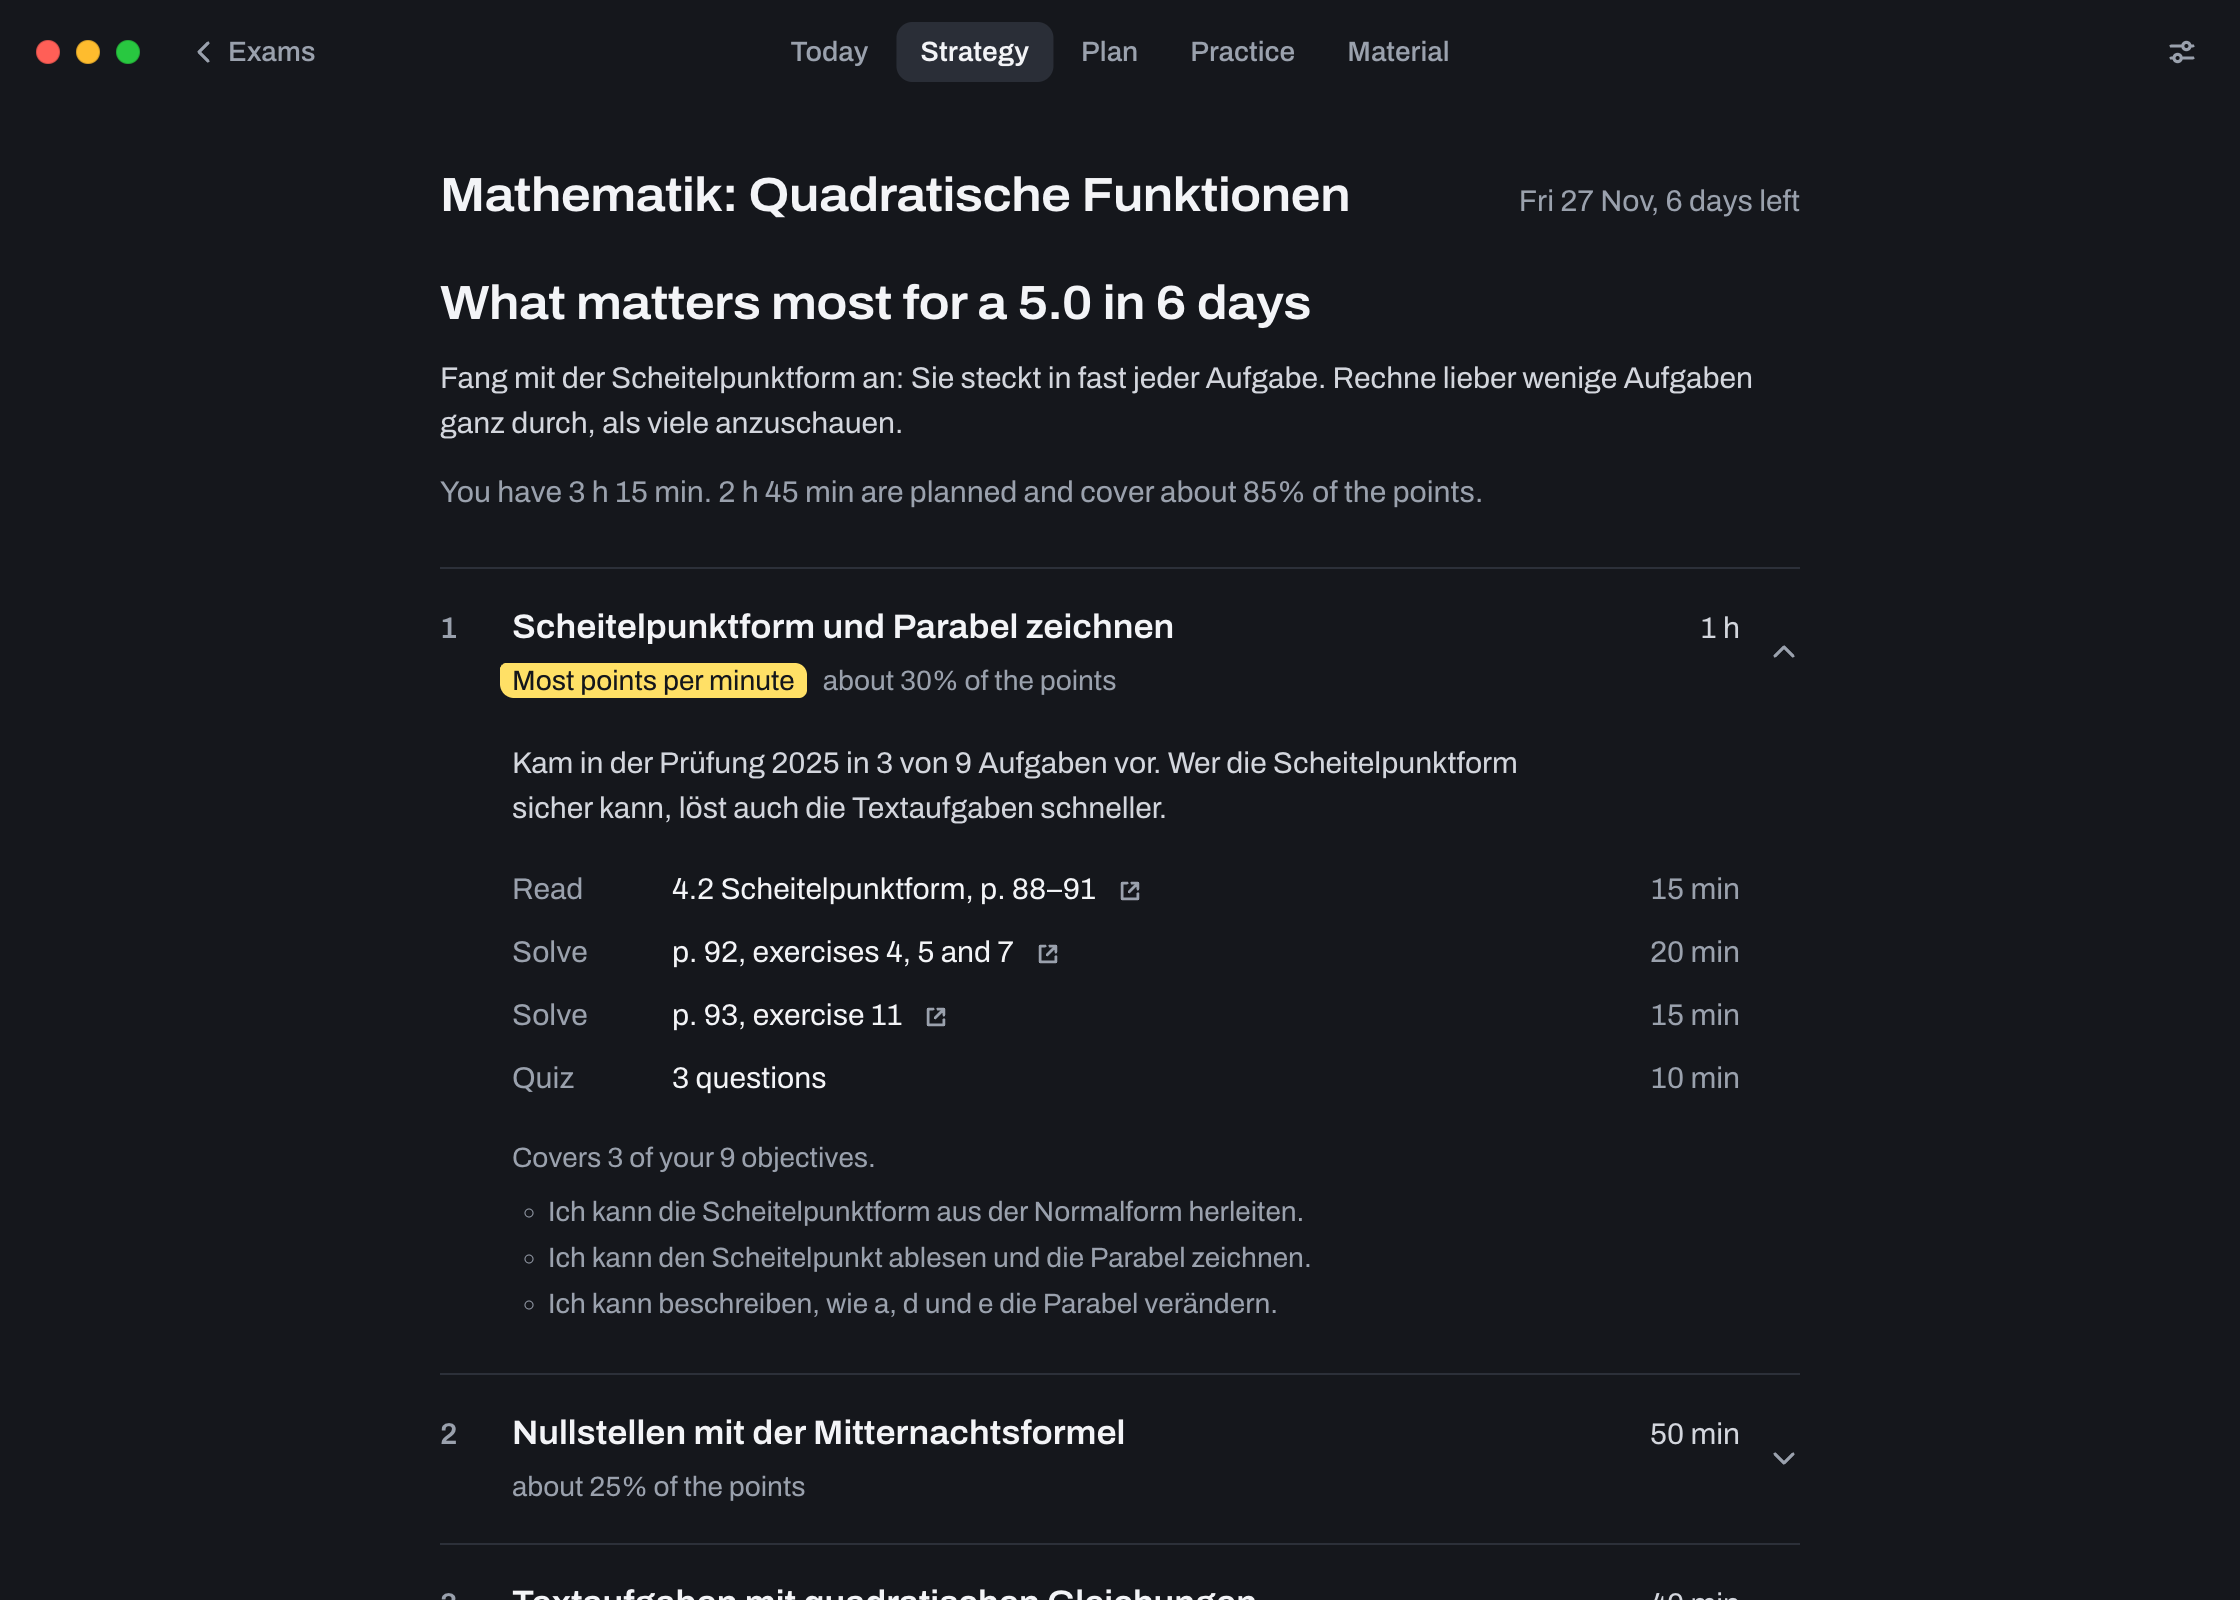 Exams
Today
Strategy
Plan
Practice
Material
Mathematik: Quadratische Funktionen
Fri 27 Nov, 6 days left
What matters most for a 5.0 in 6 days
Fang mit der Scheitelpunktform an: Sie steckt in fast jeder Aufgabe. Rechne lieber wenige Aufgaben
ganz durch, als viele anzuschauen.
You have 3 h 15 min. 2 h 45 min are planned and cover about 85% of the points.
1 Scheitelpunktform und Parabel zeichnen 1 h
Most points per minute about 30% of the points
Kam in der Prüfung 2025 in 3 von 9 Aufgaben vor. Wer die Scheitelpunktform
sicher kann, löst auch die Textaufgaben schneller.
Read 4.2 Scheitelpunktform, p. 88–91 15 min
Solve p. 92, exercises 4, 5 and 7 20 min
Solve p. 93, exercise 11 15 min
Quiz 3 questions 10 min
Covers 3 of your 9 objectives.
Ich kann die Scheitelpunktform aus der Normalform herleiten.
Ich kann den Scheitelpunkt ablesen und die Parabel zeichnen.
Ich kann beschreiben, wie a, d und e die Parabel verändern.
2 Nullstellen mit der Mitternachtsformel 50 min
about 25% of the points
Textaufgaben mit quadratischen Gleichungen